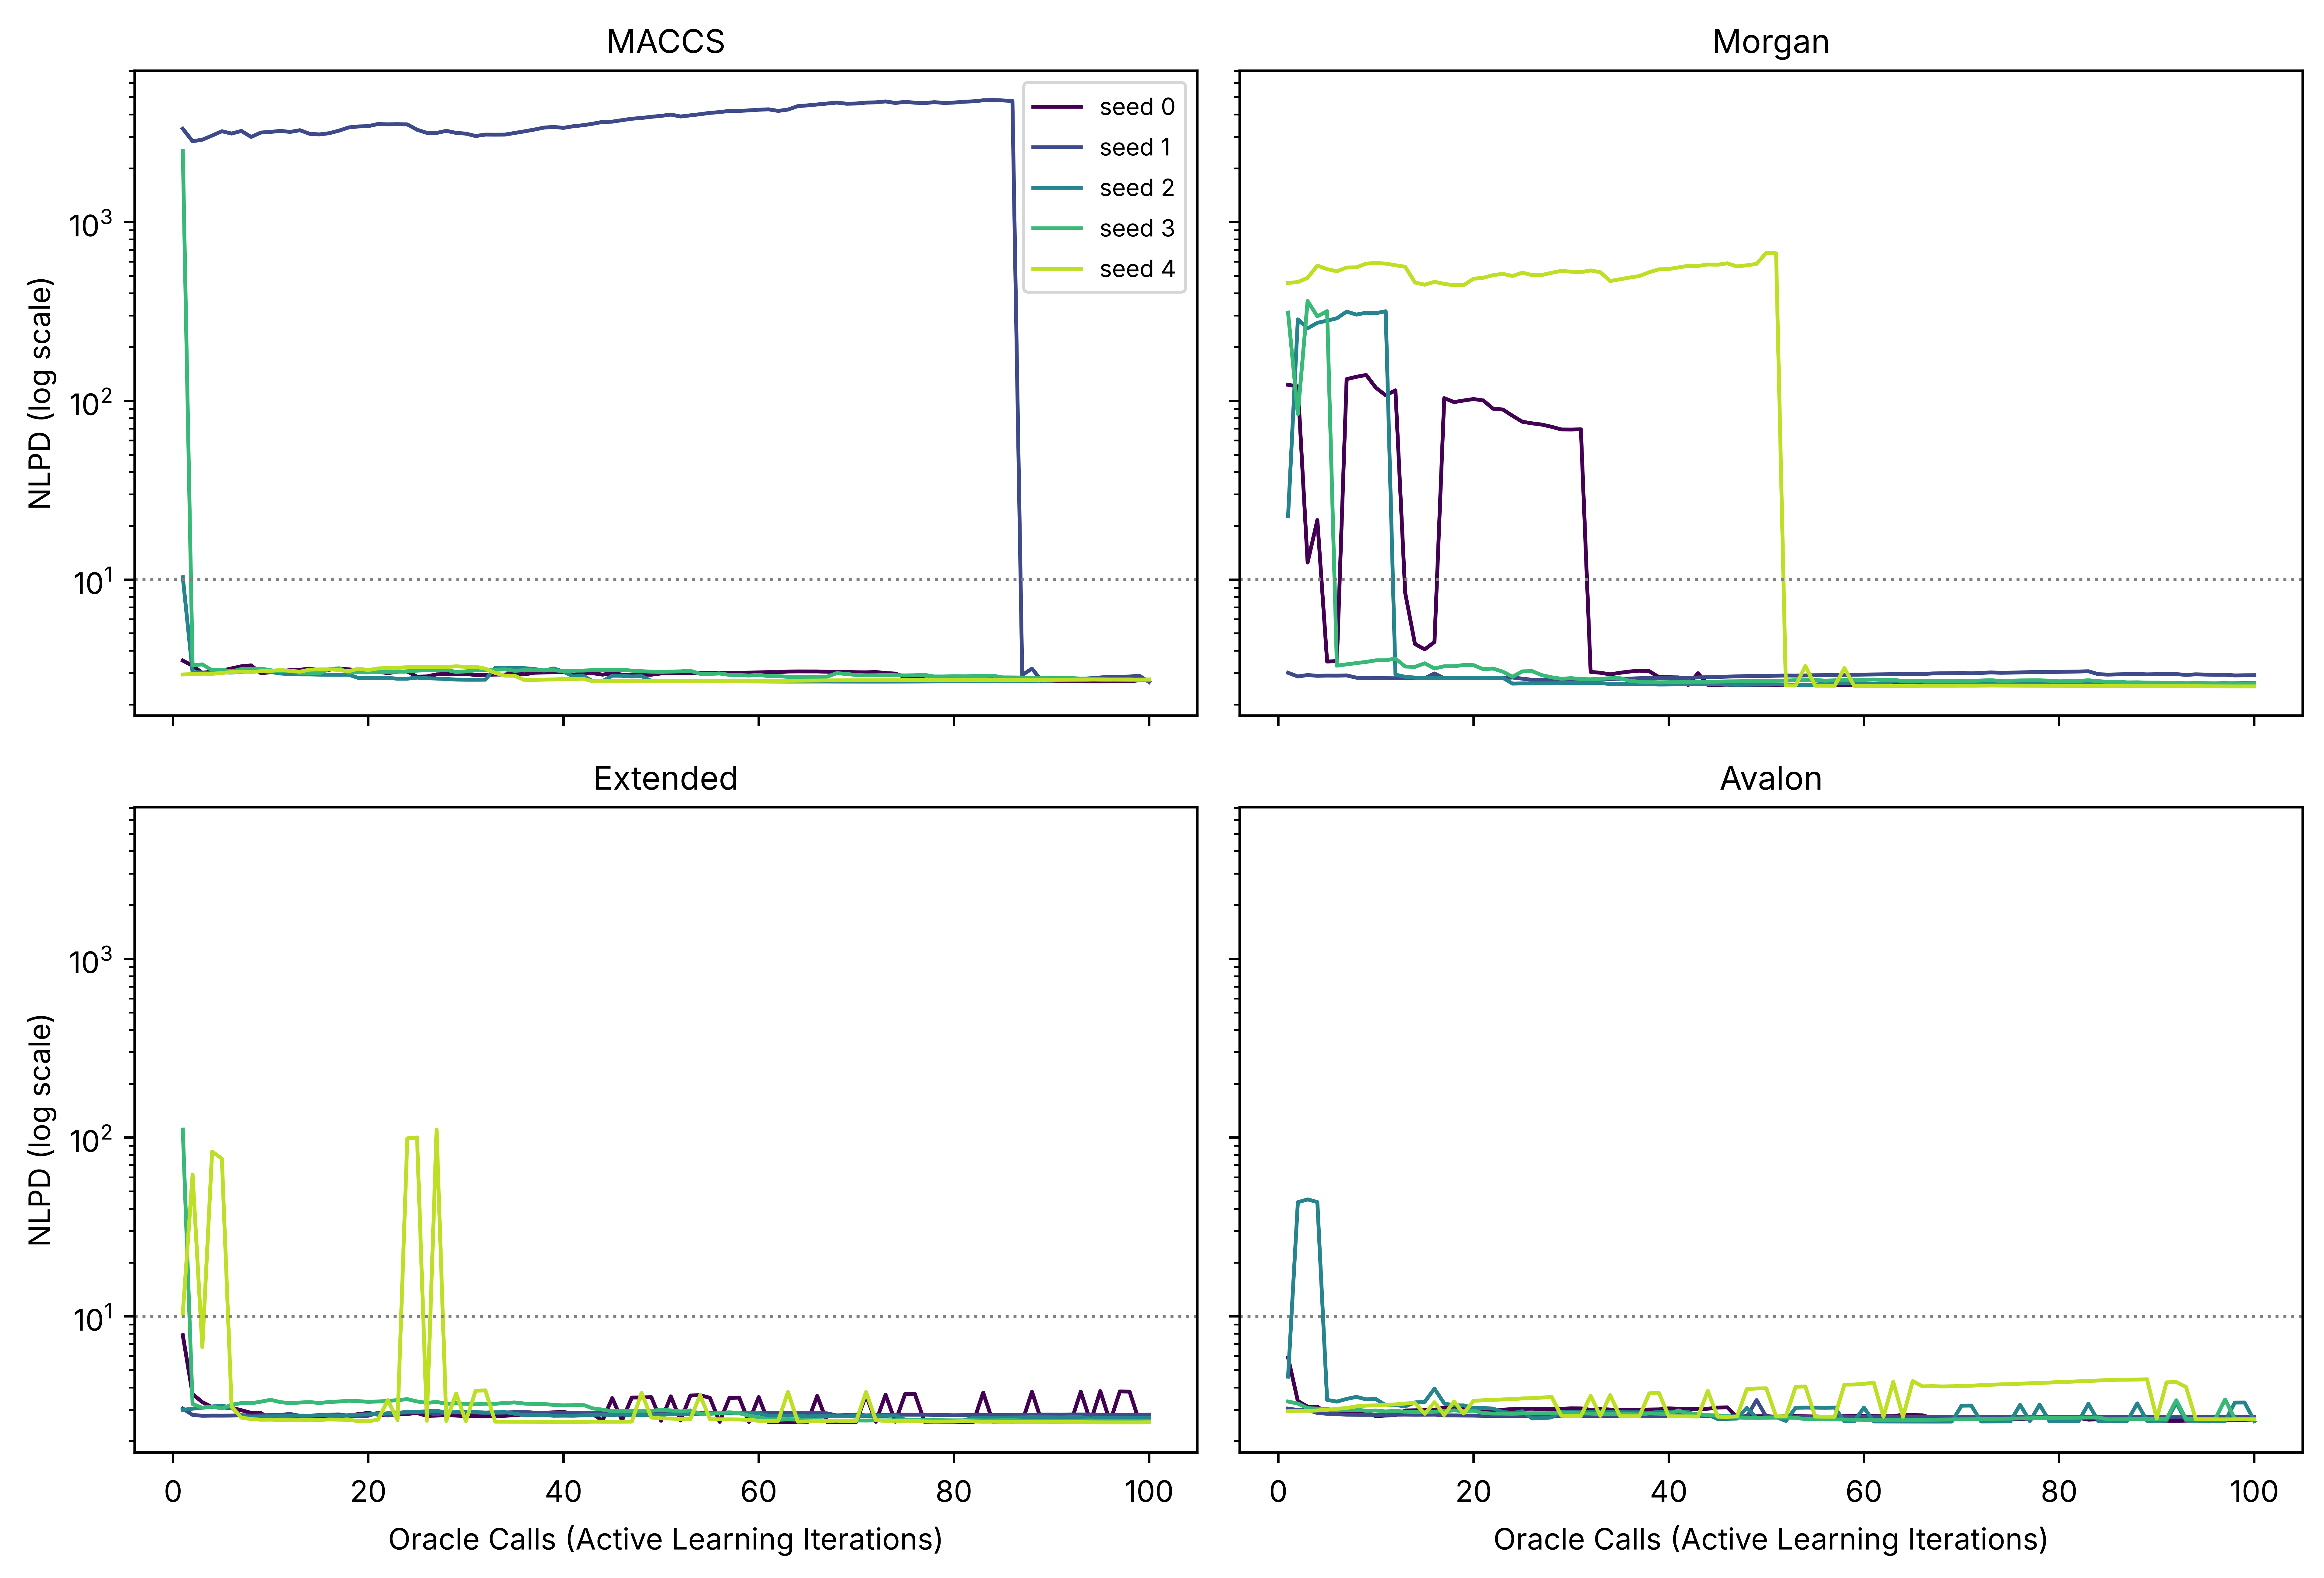 MACCS
Morgan
seed 0
seed 1
seed 2
seed 3
seed 4
NLPD (log scale)
10³
10²
10¹
Extended
Avalon
NLPD (log scale)
10³
10²
10¹
0 20 40 60 80 100
0 20 40 60 80 100
Oracle Calls (Active Learning Iterations)
Oracle Calls (Active Learning Iterations)